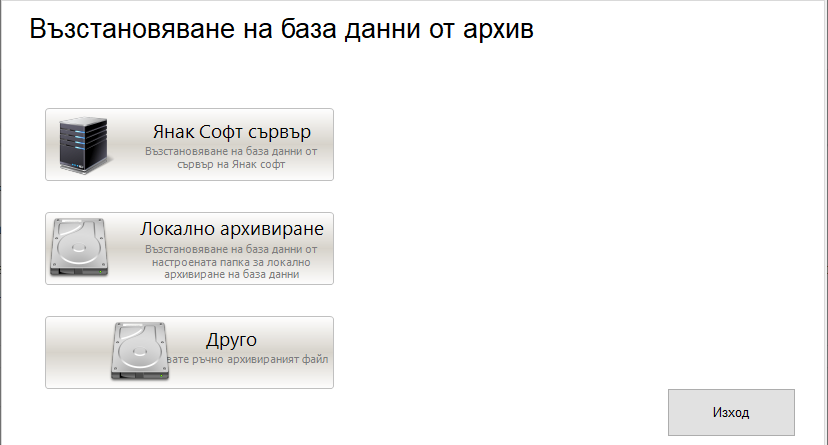 Възстановяване на база данни от архив
Янак Софт сървър
Възстановяване на база данни от
сървър на Янак софт
Локално архивиране
Възстановяване на база данни от
настроената папка за локално
архивиране на база данни
Друго
ръчно архивираният файл
Изход